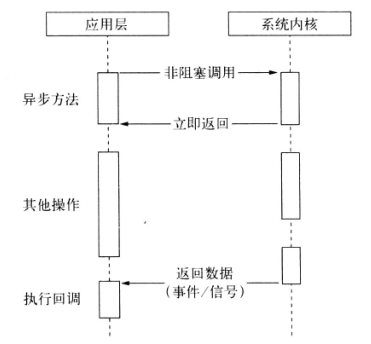 应用层
系统内核
非阻塞调用
异步方法
立即返回
其他操作
返回数据
(事件/信号)
执行回调